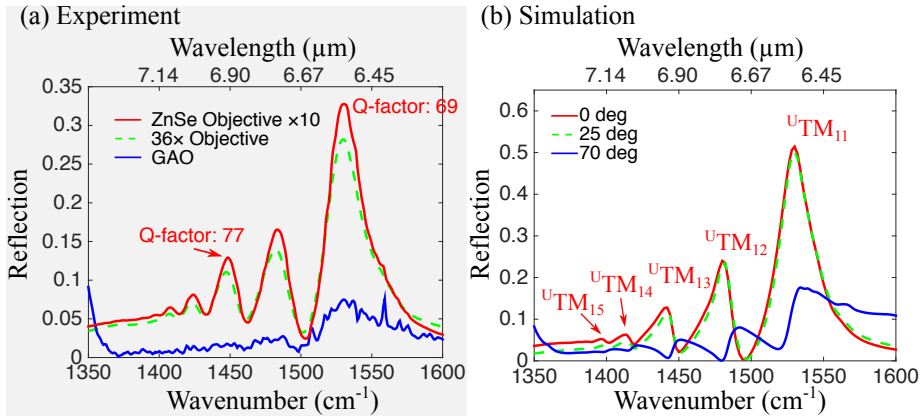 (a) Experiment
Wavelength (µm)
7.14 6.90 6.67 6.45
0.35
0.3
0.25
0.2
0.15
0.1
0.05
0
Reflection
ZnSe Objective ×10
36× Objective
GAO
Q-factor: 69
Q-factor: 77
1350 1400 1450 1500 1550 1600
Wavenumber (cm⁻¹)
(b) Simulation
Wavelength (µm)
7.14 6.90 6.67 6.45
0.6
0.5
0.4
0.3
0.2
0.1
0
Reflection
0 deg
25 deg
70 deg
ᵁTM₁₁
ᵁTM₁₂
ᵁTM₁₃
ᵁTM₁₄
ᵁTM₁₅
1350 1400 1450 1500 1550 1600
Wavenumber (cm⁻¹)